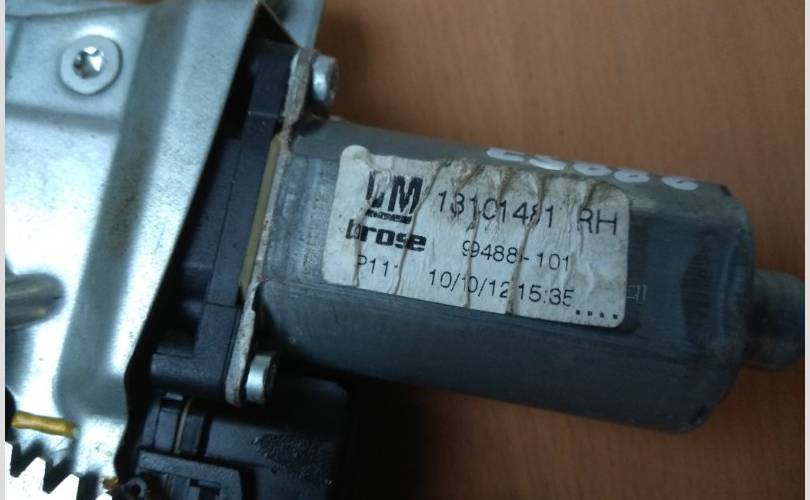 GM 13101481 RH
brose 99488-101
P11 10/10/12 15:35